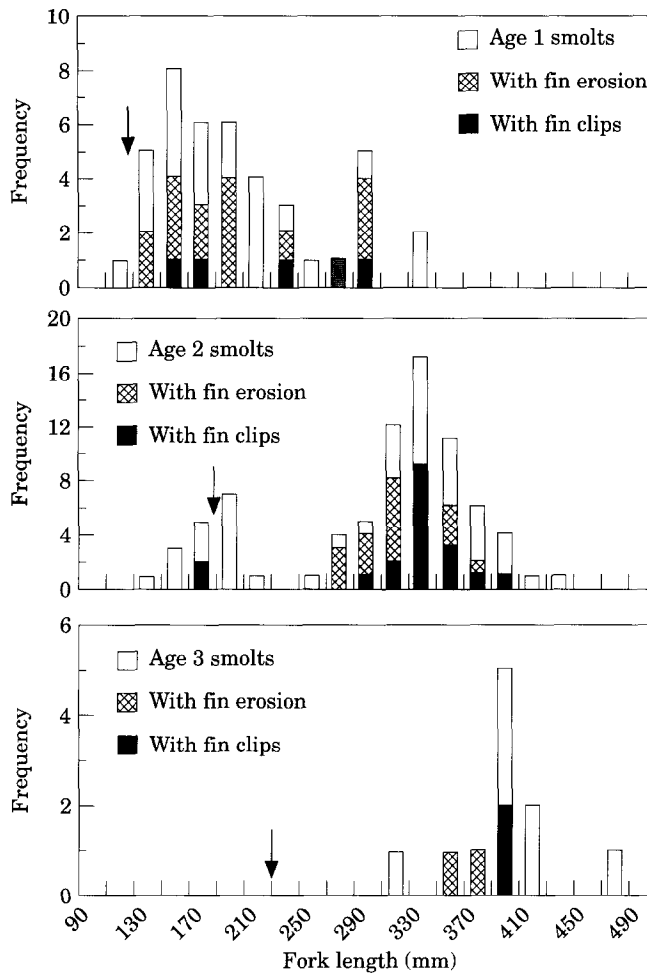 10
8
6
4
2
0
Frequency
Age 1 smolts
With fin erosion
With fin clips
20
16
12
8
4
0
Frequency
Age 2 smolts
With fin erosion
With fin clips
6
4
2
0
Frequency
Age 3 smolts
With fin erosion
With fin clips
90 130 170 210 250 290 330 370 410 450 490
Fork length (mm)